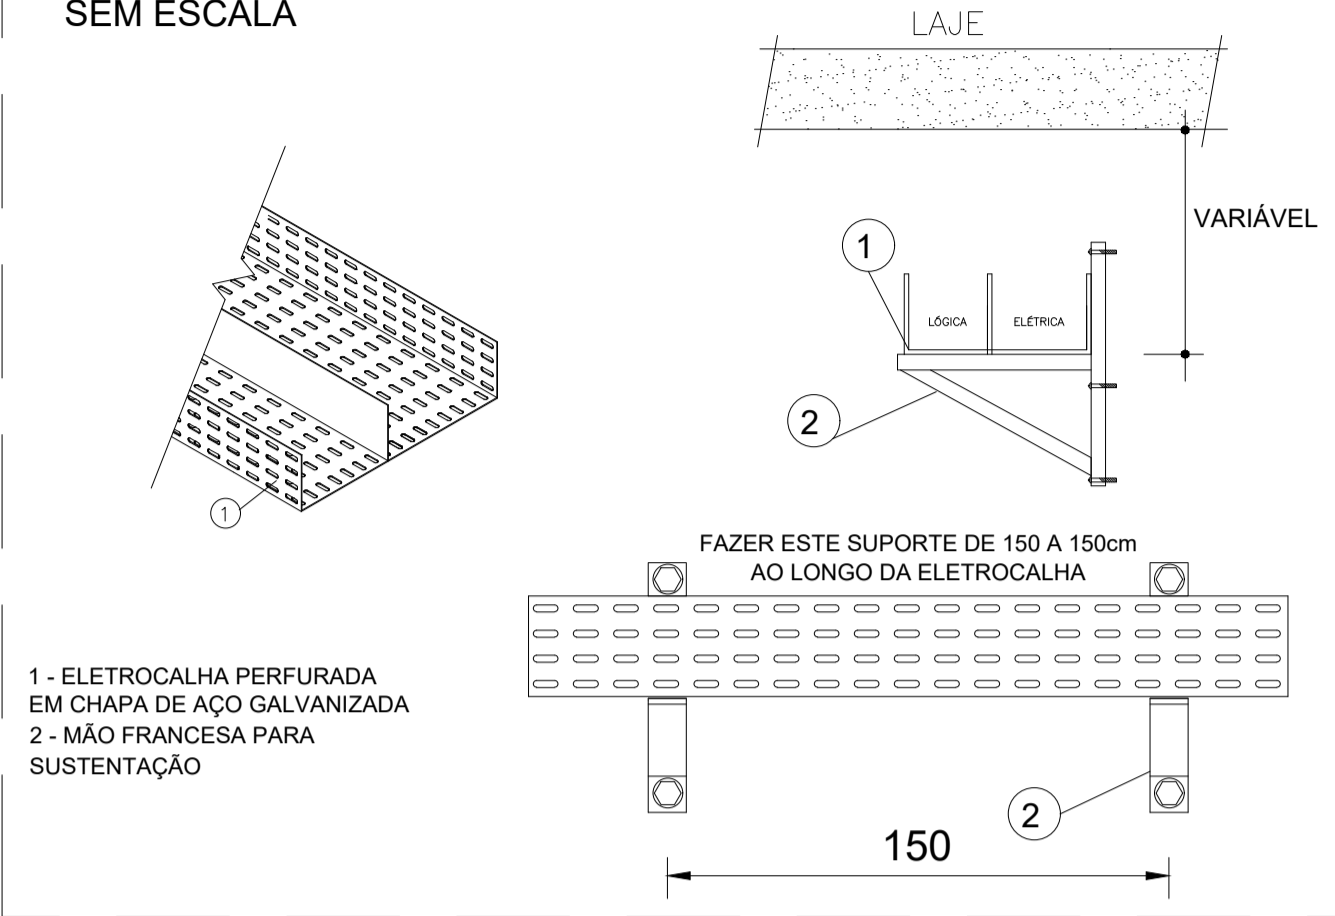 SEM ESCALA
LAJE
VARIÁVEL
1
LÓGICA
ELÉTRICA
2
1
FAZER ESTE SUPORTE DE 150 A 150cm
AO LONGO DA ELETROCALHA
1 - ELETROCALHA PERFURADA
EM CHAPA DE AÇO GALVANIZADA
2 - MÃO FRANCESA PARA
SUSTENTAÇÃO
2
150